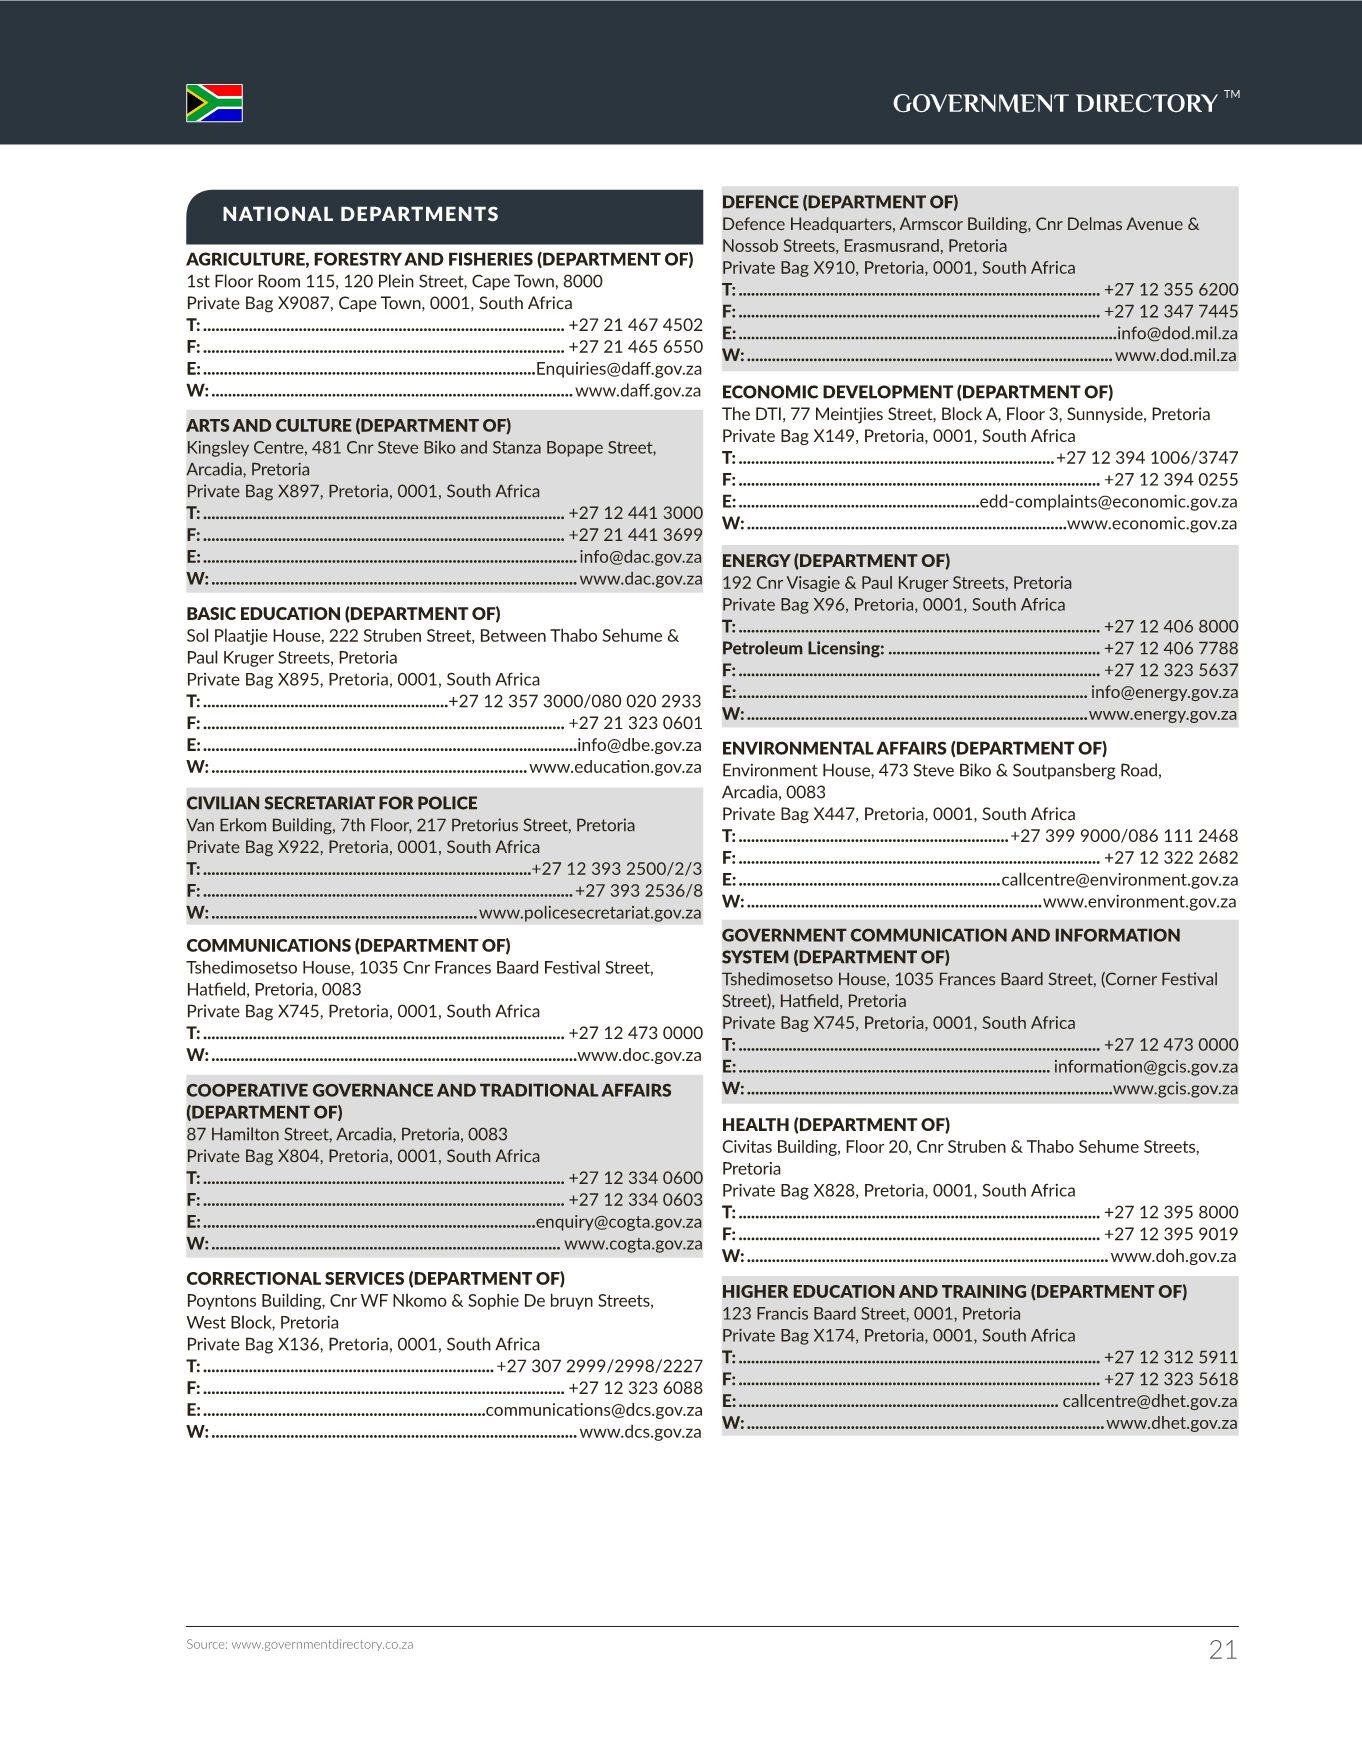 GOVERNMENT DIRECTORY ™
NATIONAL DEPARTMENTS
AGRICULTURE, FORESTRY AND FISHERIES (DEPARTMENT OF)
1st Floor Room 115, 120 Plein Street, Cape Town, 8000
Private Bag X9087, Cape Town, 0001, South Africa
T: ........ +27 21 467 4502
F: ........ +27 21 465 6550
E: ........Enquiries@daff.gov.za
W: ........ www.daff.gov.za
ARTS AND CULTURE (DEPARTMENT OF)
Kingsley Centre, 481 Cnr Steve Biko and Stanza Bopape Street,
Arcadia, Pretoria
Private Bag X897, Pretoria, 0001, South Africa
T: ........ +27 12 441 3000
F: ........ +27 21 441 3699
E: ........ info@dac.gov.za
W: ........ www.dac.gov.za
BASIC EDUCATION (DEPARTMENT OF)
Sol Plaatjie House, 222 Struben Street, Between Thabo Sehume &
Paul Kruger Streets, Pretoria
Private Bag X895, Pretoria, 0001, South Africa
T: ........+27 12 357 3000/080 020 2933
F: ........ +27 21 323 0601
E: ........info@dbe.gov.za
W: ........ www.education.gov.za
CIVILIAN SECRETARIAT FOR POLICE
Van Erkom Building, 7th Floor, 217 Pretorius Street, Pretoria
Private Bag X922, Pretoria, 0001, South Africa
T: ........+27 12 393 2500/2/3
F: ........ +27 393 2536/8
W: ........ www.policesecretariat.gov.za
COMMUNICATIONS (DEPARTMENT OF)
Tshedimosetso House, 1035 Cnr Frances Baard Festival Street,
Hatfield, Pretoria, 0083
Private Bag X745, Pretoria, 0001, South Africa
T: ........ +27 12 473 0000
W: ........www.doc.gov.za
COOPERATIVE GOVERNANCE AND TRADITIONAL AFFAIRS
(DEPARTMENT OF)
87 Hamilton Street, Arcadia, Pretoria, 0083
Private Bag X804, Pretoria, 0001, South Africa
T: ........ +27 12 334 0600
F: ........ +27 12 334 0603
E: ........enquiry@cogta.gov.za
W: ........ www.cogta.gov.za
CORRECTIONAL SERVICES (DEPARTMENT OF)
Poyntons Building, Cnr WF Nkomo & Sophie De bruyn Streets,
West Block, Pretoria
Private Bag X136, Pretoria, 0001, South Africa
T: ........ +27 307 2999/2998/2227
F: ........ +27 12 323 6088
E: ........communications@dcs.gov.za
W: ........ www.dcs.gov.za
DEFENCE (DEPARTMENT OF)
Defence Headquarters, Armscor Building, Cnr Delmas Avenue &
Nossob Streets, Erasmusrand, Pretoria
Private Bag X910, Pretoria, 0001, South Africa
T: ........ +27 12 355 6200
F: ........ +27 12 347 7445
E: ........info@dod.mil.za
W: ........ www.dod.mil.za
ECONOMIC DEVELOPMENT (DEPARTMENT OF)
The DTI, 77 Meintjies Street, Block A, Floor 3, Sunnyside, Pretoria
Private Bag X149, Pretoria, 0001, South Africa
T: ........+27 12 394 1006/3747
F: ........ +27 12 394 0255
E: ........edd-complaints@economic.gov.za
W: ........www.economic.gov.za
ENERGY (DEPARTMENT OF)
192 Cnr Visagie & Paul Kruger Streets, Pretoria
Private Bag X96, Pretoria, 0001, South Africa
T: ........ +27 12 406 8000
Petroleum Licensing: ........ +27 12 406 7788
F: ........ +27 12 323 5637
E: ........ info@energy.gov.za
W: ........www.energy.gov.za
ENVIRONMENTAL AFFAIRS (DEPARTMENT OF)
Environment House, 473 Steve Biko & Soutpansberg Road,
Arcadia, 0083
Private Bag X447, Pretoria, 0001, South Africa
T: ........+27 399 9000/086 111 2468
F: ........ +27 12 322 2682
E: ........callcentre@environment.gov.za
W: ........www.environment.gov.za
GOVERNMENT COMMUNICATION AND INFORMATION
SYSTEM (DEPARTMENT OF)
Tshedimosetso House, 1035 Frances Baard Street, (Corner Festival
Street), Hatfield, Pretoria
Private Bag X745, Pretoria, 0001, South Africa
T: ........ +27 12 473 0000
E: ........ information@gcis.gov.za
W: ........www.gcis.gov.za
HEALTH (DEPARTMENT OF)
Civitas Building, Floor 20, Cnr Struben & Thabo Sehume Streets,
Pretoria
Private Bag X828, Pretoria, 0001, South Africa
T: ........ +27 12 395 8000
F: ........ +27 12 395 9019
W: ........ www.doh.gov.za
HIGHER EDUCATION AND TRAINING (DEPARTMENT OF)
123 Francis Baard Street, 0001, Pretoria
Private Bag X174, Pretoria, 0001, South Africa
T: ........ +27 12 312 5911
F: ........ +27 12 323 5618
E: ........ callcentre@dhet.gov.za
W: ........ www.dhet.gov.za
Source: www.governmentdirectory.co.za
21